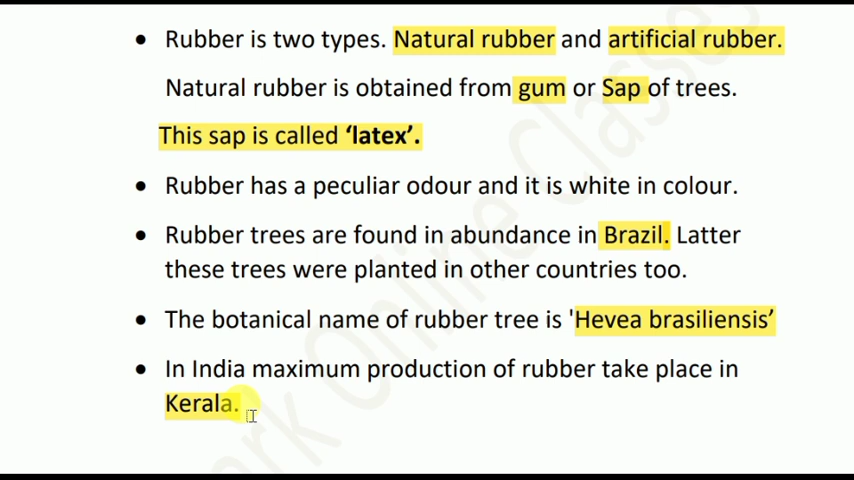 • Rubber is two types. Natural rubber and artificial rubber.
Natural rubber is obtained from gum or Sap of trees.
This sap is called ‘latex’.
• Rubber has a peculiar odour and it is white in colour.
• Rubber trees are found in abundance in Brazil. Latter
these trees were planted in other countries too.
• The botanical name of rubber tree is 'Hevea brasiliensis’
• In India maximum production of rubber take place in
Kerala.
ark Online Classes